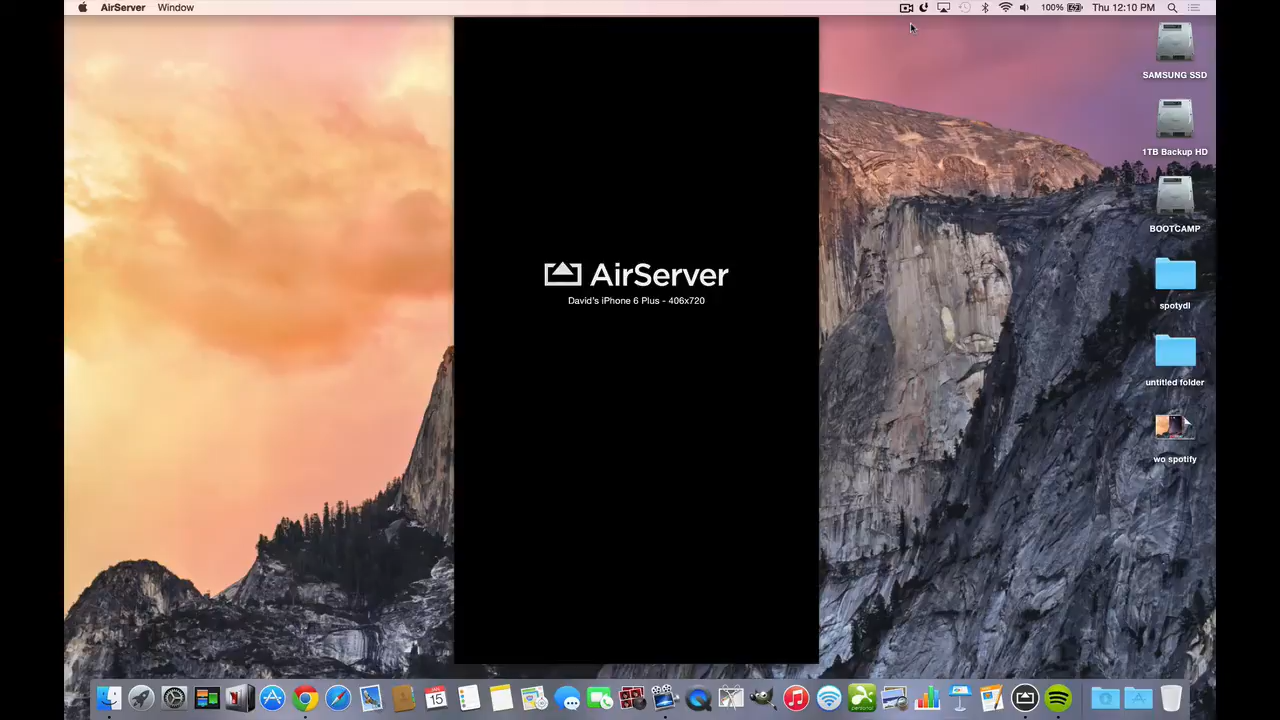 AirServer Window 100% Thu 12:10 PM
SAMSUNG SSD
1TB Backup HD
BOOTCAMP
AirServer
David's iPhone 6 Plus - 406x720
spotydl
untitled folder
wo spotify
15